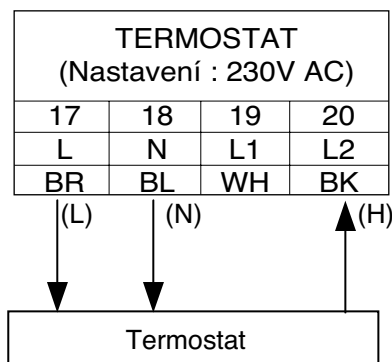 TERMOSTAT
(Nastavení : 230V AC)
17 18 19 20
L N L1 L2
BR BL WH BK
(L) (N) (H)
Termostat